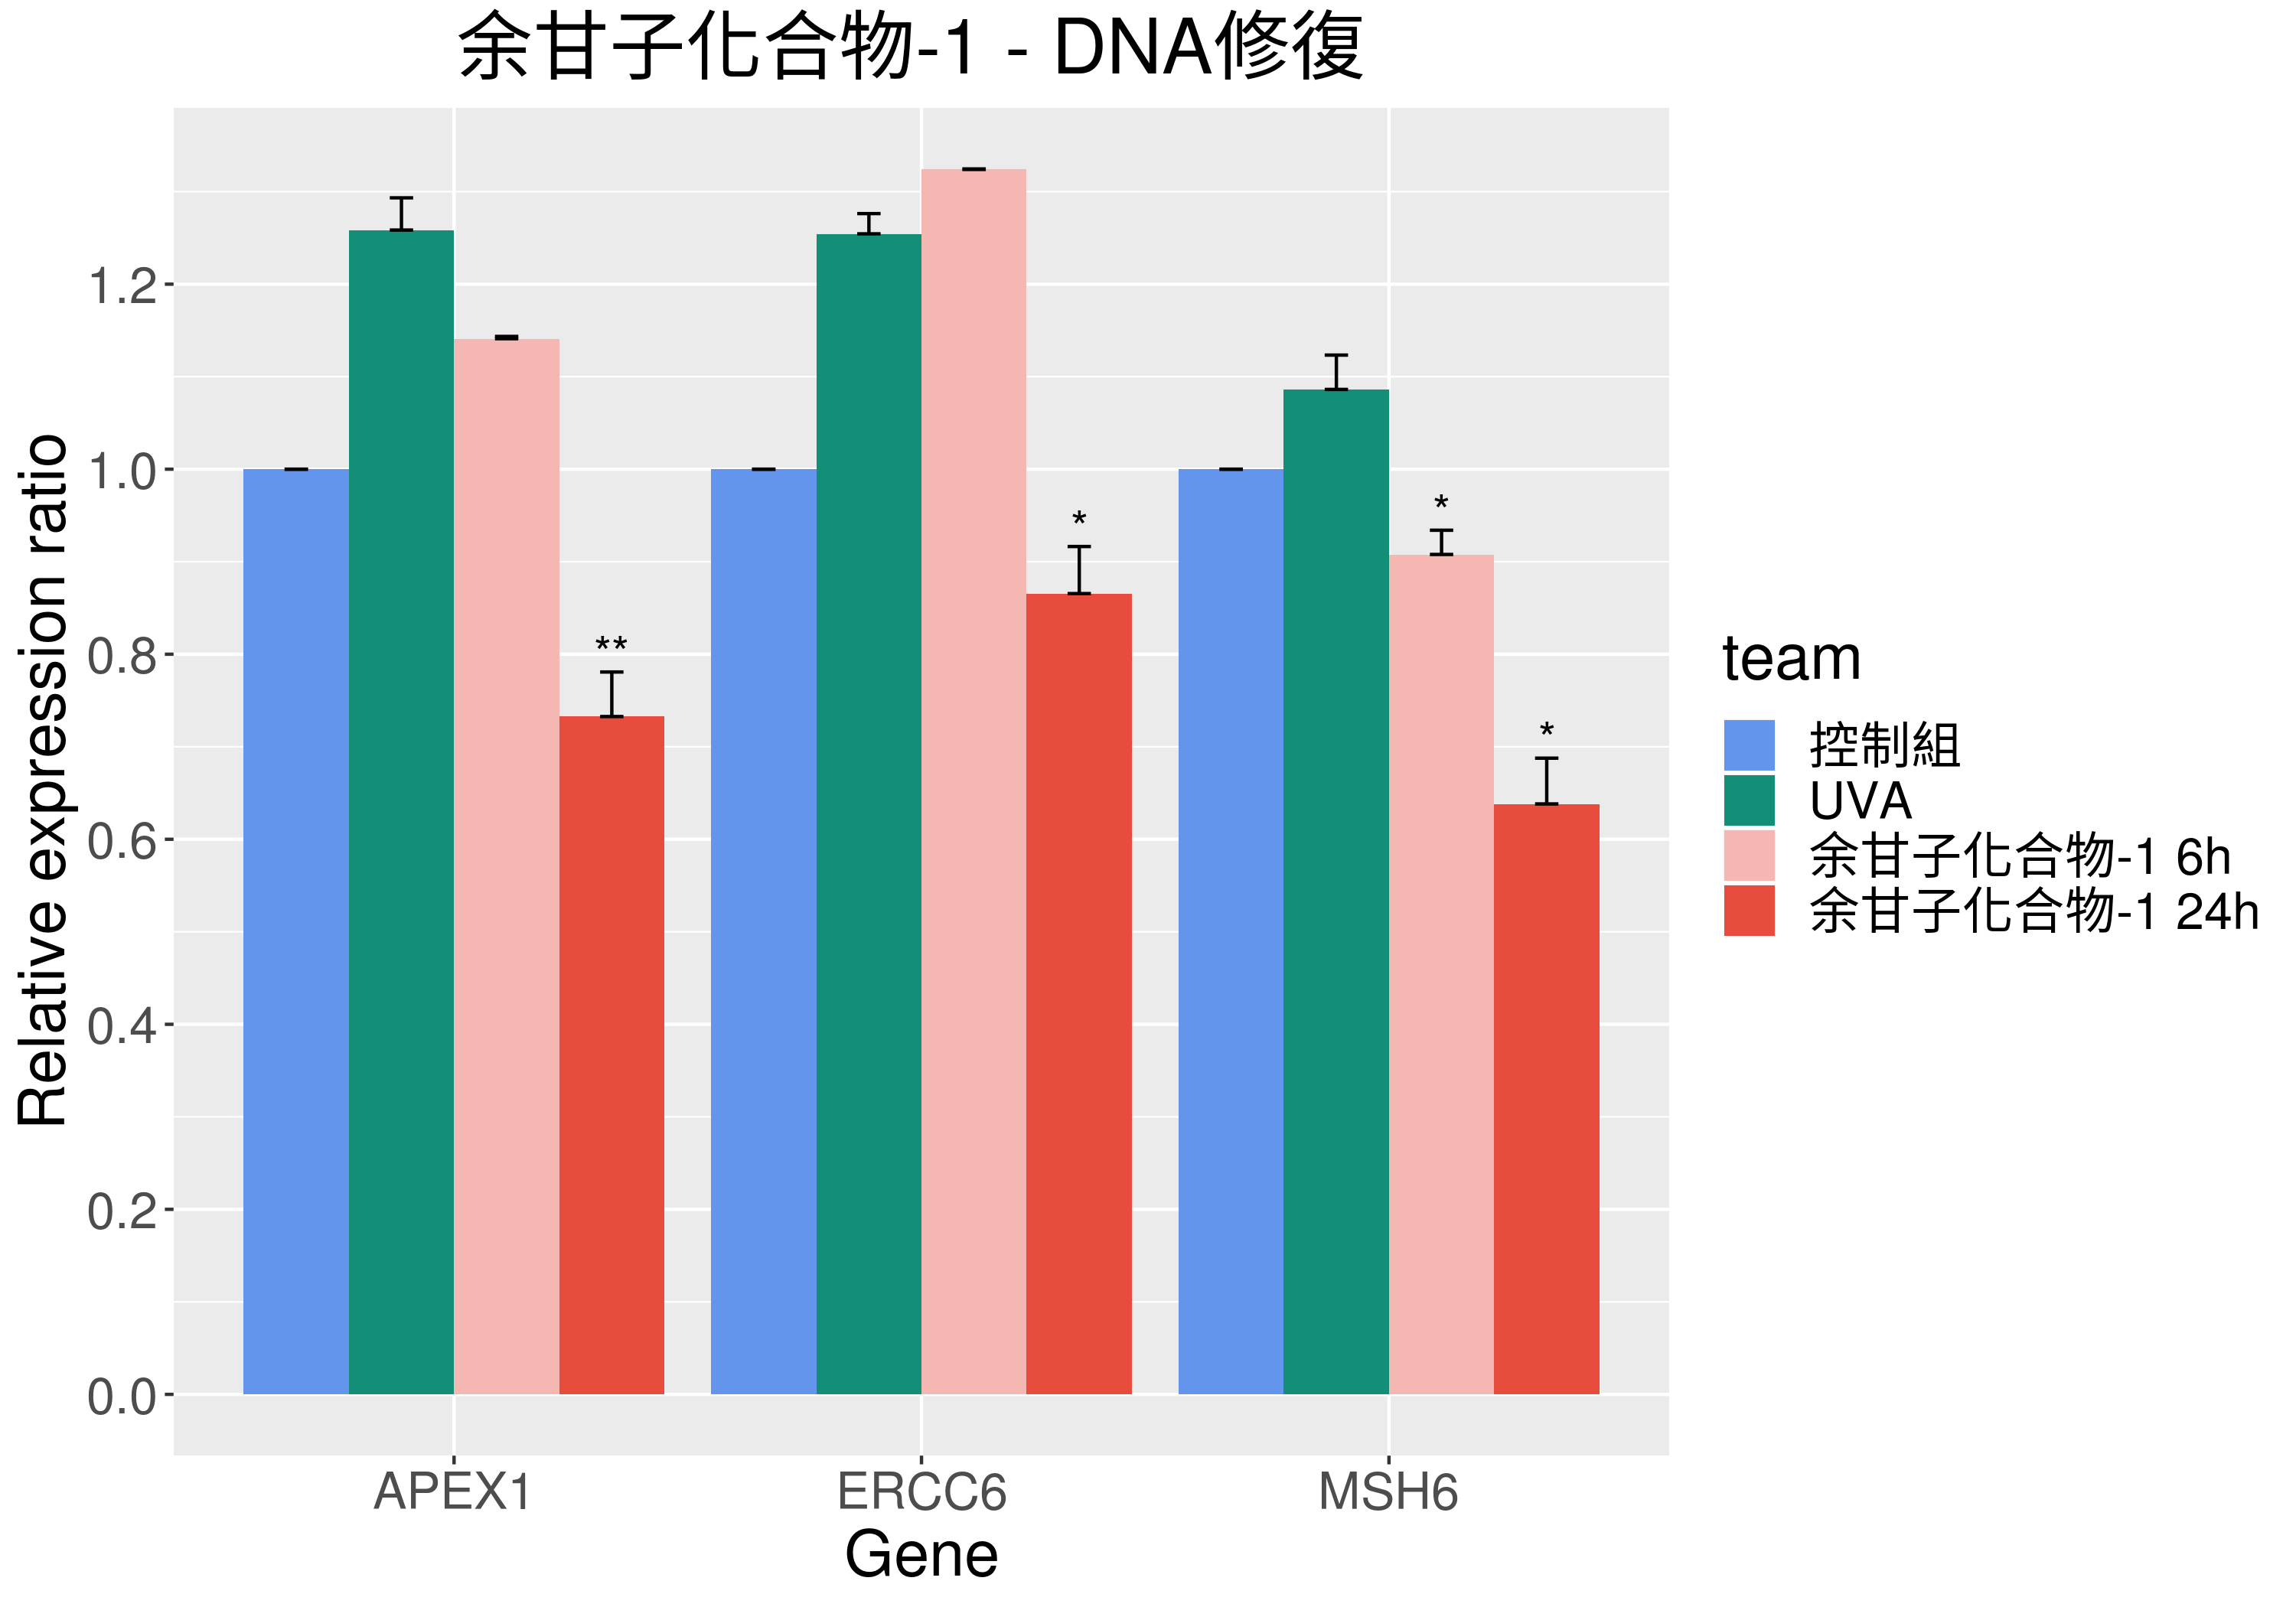 余甘子化合物-1 - DNA修復
Relative expression ratio
1.2
1.0
0.8
0.6
0.4
0.2
0.0
**
*
*
*
APEX1
ERCC6
MSH6
Gene
team
控制組
UVA
余甘子化合物-1 6h
余甘子化合物-1 24h